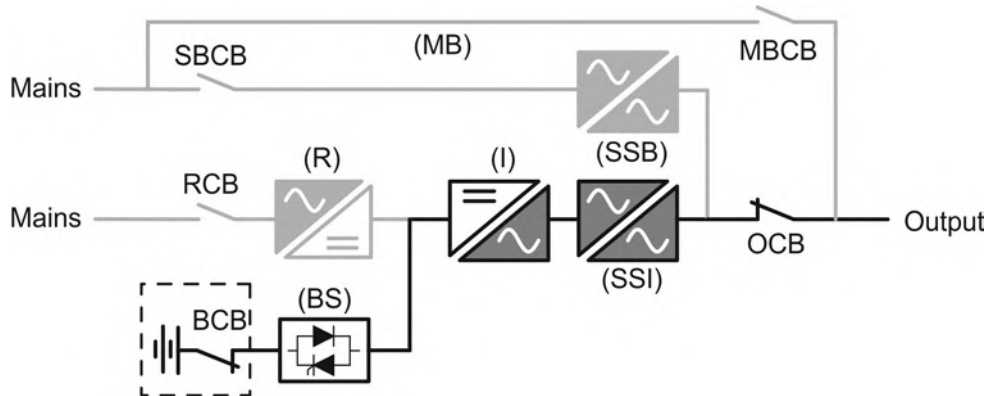 (MB)
MBCB
SBCB
Mains
(SSB)
(R)
(I)
RCB
Mains
Output
OCB
(SSI)
(BS)
BCB